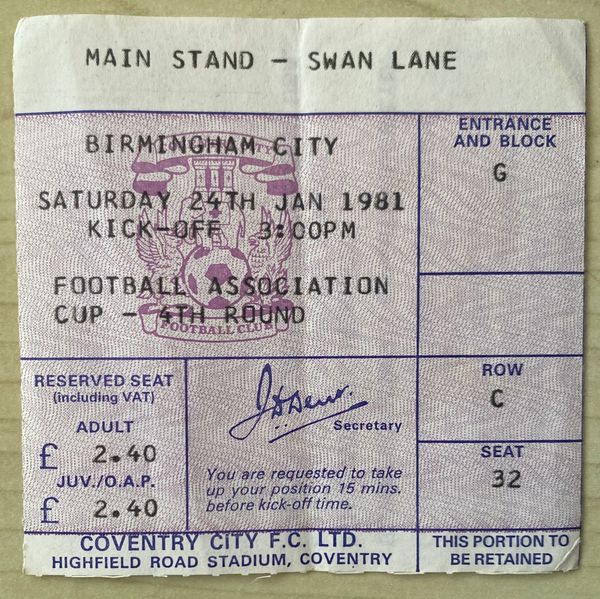 MAIN STAND - SWAN LANE
BIRMINGHAM CITY
SATURDAY 24TH JAN 1981
KICK-OFF 3:00PM
FOOTBALL ASSOCIATION
CUP - 4TH ROUND
FOOTBALL CLUB
ENTRANCE
AND BLOCK
G
RESERVED SEAT
(including VAT)
ADULT
£ 2.40
JUV./O.A.P.
£ 2.40
Secretary
You are requested to take
up your position 15 mins.
before kick-off time.
ROW
C
SEAT
32
COVENTRY CITY F.C. LTD.
HIGHFIELD ROAD STADIUM, COVENTRY
THIS PORTION TO
BE RETAINED